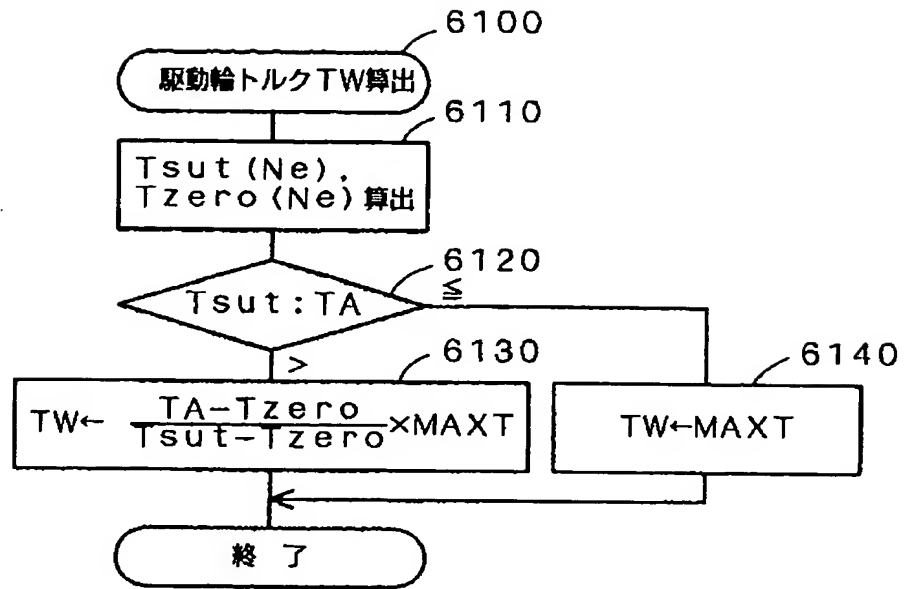 6100
駆動輪トルクTW算出
6110
Tsut(Ne),
Tzero(Ne)算出
6120
Tsut:TA
≦
>
6130
6140
TW← TA-Tzero
Tsut-Tzero ×MAXT
TW←MAXT
終 了